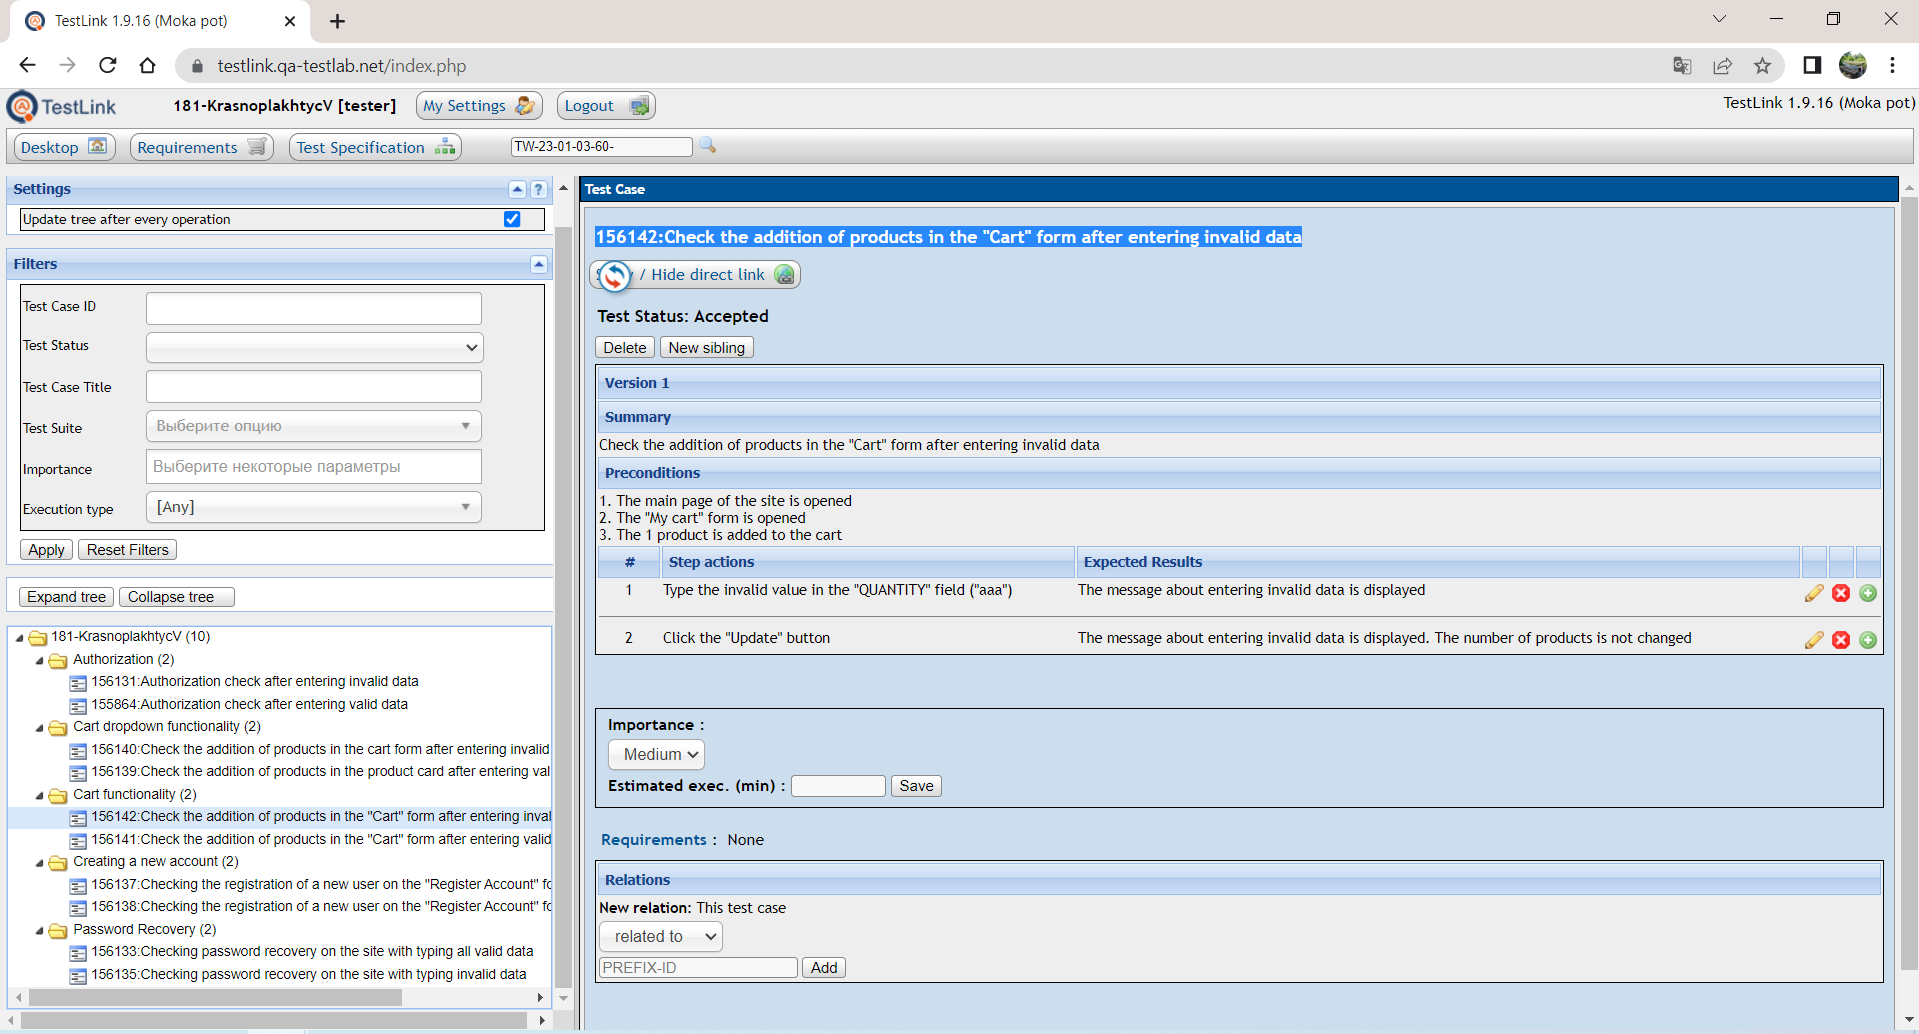 TestLink 1.9.16 (Moka pot)
testlink.qa-testlab.net/index.php
TestLink
181-KrasnoplakhtycV [tester]
My Settings
Logout
TestLink 1.9.16 (Moka pot)
Desktop
Requirements
Test Specification
TW-23-01-03-60-
Settings
Update tree after every operation
Filters
Test Case ID
Test Status
Test Case Title
Test Suite
Выберите опцию
Importance
Выберите некоторые параметры
Execution type
[Any]
Apply
Reset Filters
Expand tree
Collapse tree
181-KrasnoplakhtycV (10)
Authorization (2)
156131:Authorization check after entering invalid data
155864:Authorization check after entering valid data
Cart dropdown functionality (2)
156140:Check the addition of products in the cart form after entering invalid
156139:Check the addition of products in the product card after entering val
Cart functionality (2)
156142:Check the addition of products in the "Cart" form after entering inval
156141:Check the addition of products in the "Cart" form after entering valid
Creating a new account (2)
156137:Checking the registration of a new user on the "Register Account" fo
156138:Checking the registration of a new user on the "Register Account" fo
Password Recovery (2)
156133:Checking password recovery on the site with typing all valid data
156135:Checking password recovery on the site with typing invalid data
Test Case
156142:Check the addition of products in the "Cart" form after entering invalid data
/ Hide direct link
Test Status: Accepted
Delete
New sibling
Version 1
Summary
Check the addition of products in the "Cart" form after entering invalid data
Preconditions
1. The main page of the site is opened
2. The "My cart" form is opened
3. The 1 product is added to the cart
# Step actions Expected Results
1 Type the invalid value in the "QUANTITY" field ("aaa") The message about entering invalid data is displayed
2 Click the "Update" button The message about entering invalid data is displayed. The number of products is not changed
Importance :
Medium
Estimated exec. (min) :
Save
Requirements : None
Relations
New relation: This test case
related to
PREFIX-ID
Add